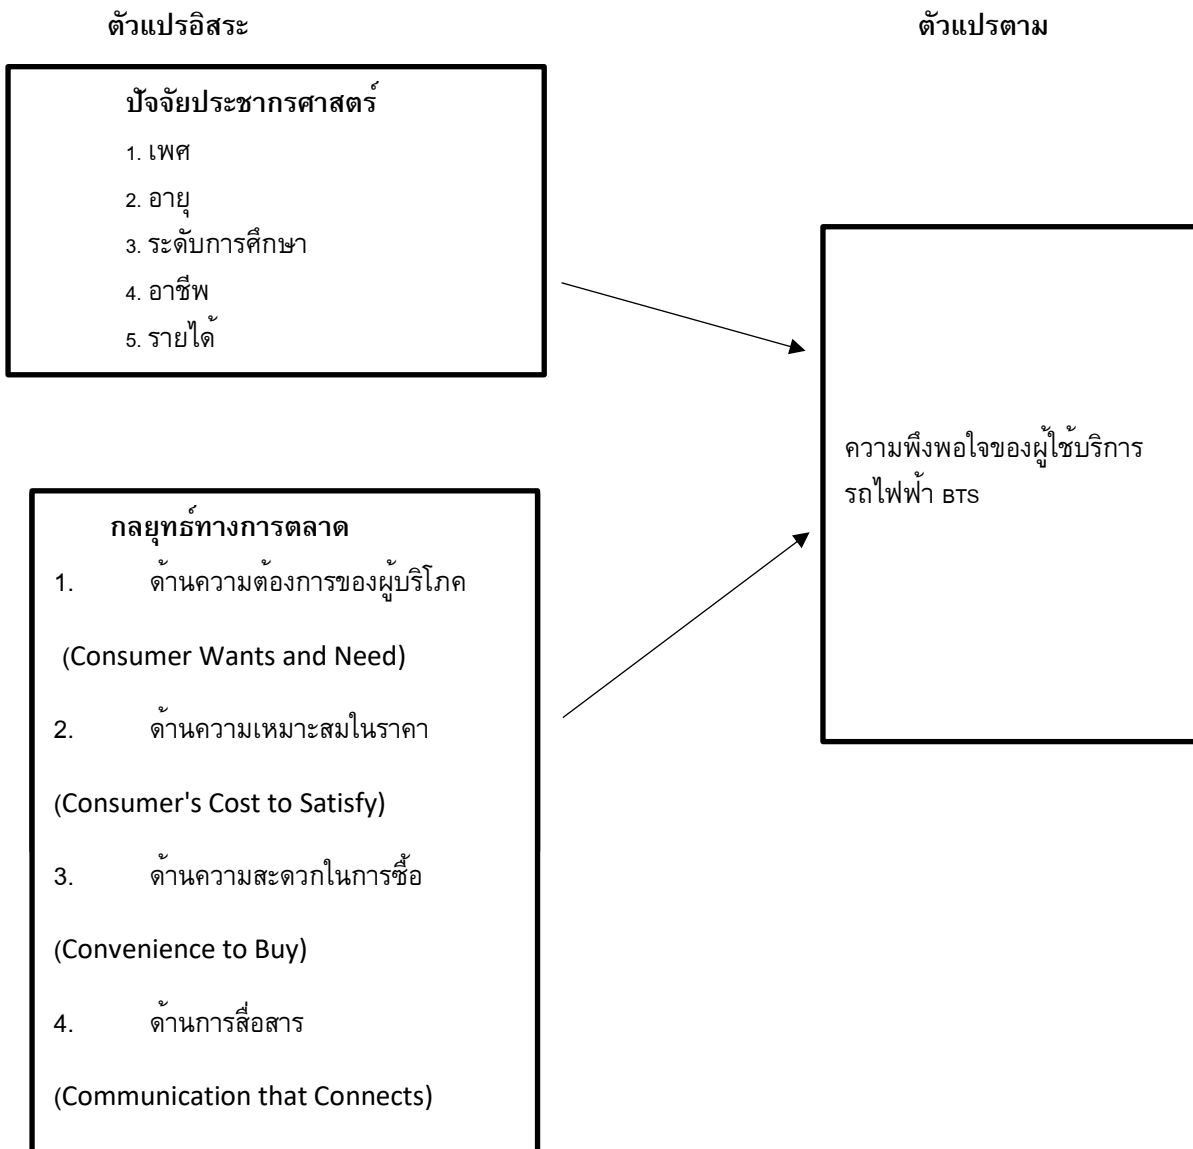 ตัวแปรอิสระ
ตัวแปรตาม
ปัจจัยประชากรศาสตร์
1. เพศ
2. อายุ
3. ระดับการศึกษา
4. อาชีพ
5. รายได้
กลยุทธ์ทางการตลาด
1. ด้านความต้องการของผู้บริโภค
(Consumer Wants and Need)
2. ด้านความเหมาะสมในราคา
(Consumer's Cost to Satisfy)
3. ด้านความสะดวกในการซื้อ
(Convenience to Buy)
4. ด้านการสื่อสาร
(Communication that Connects)
ความพึงพอใจของผู้ใช้บริการ
รถไฟฟ้า BTS